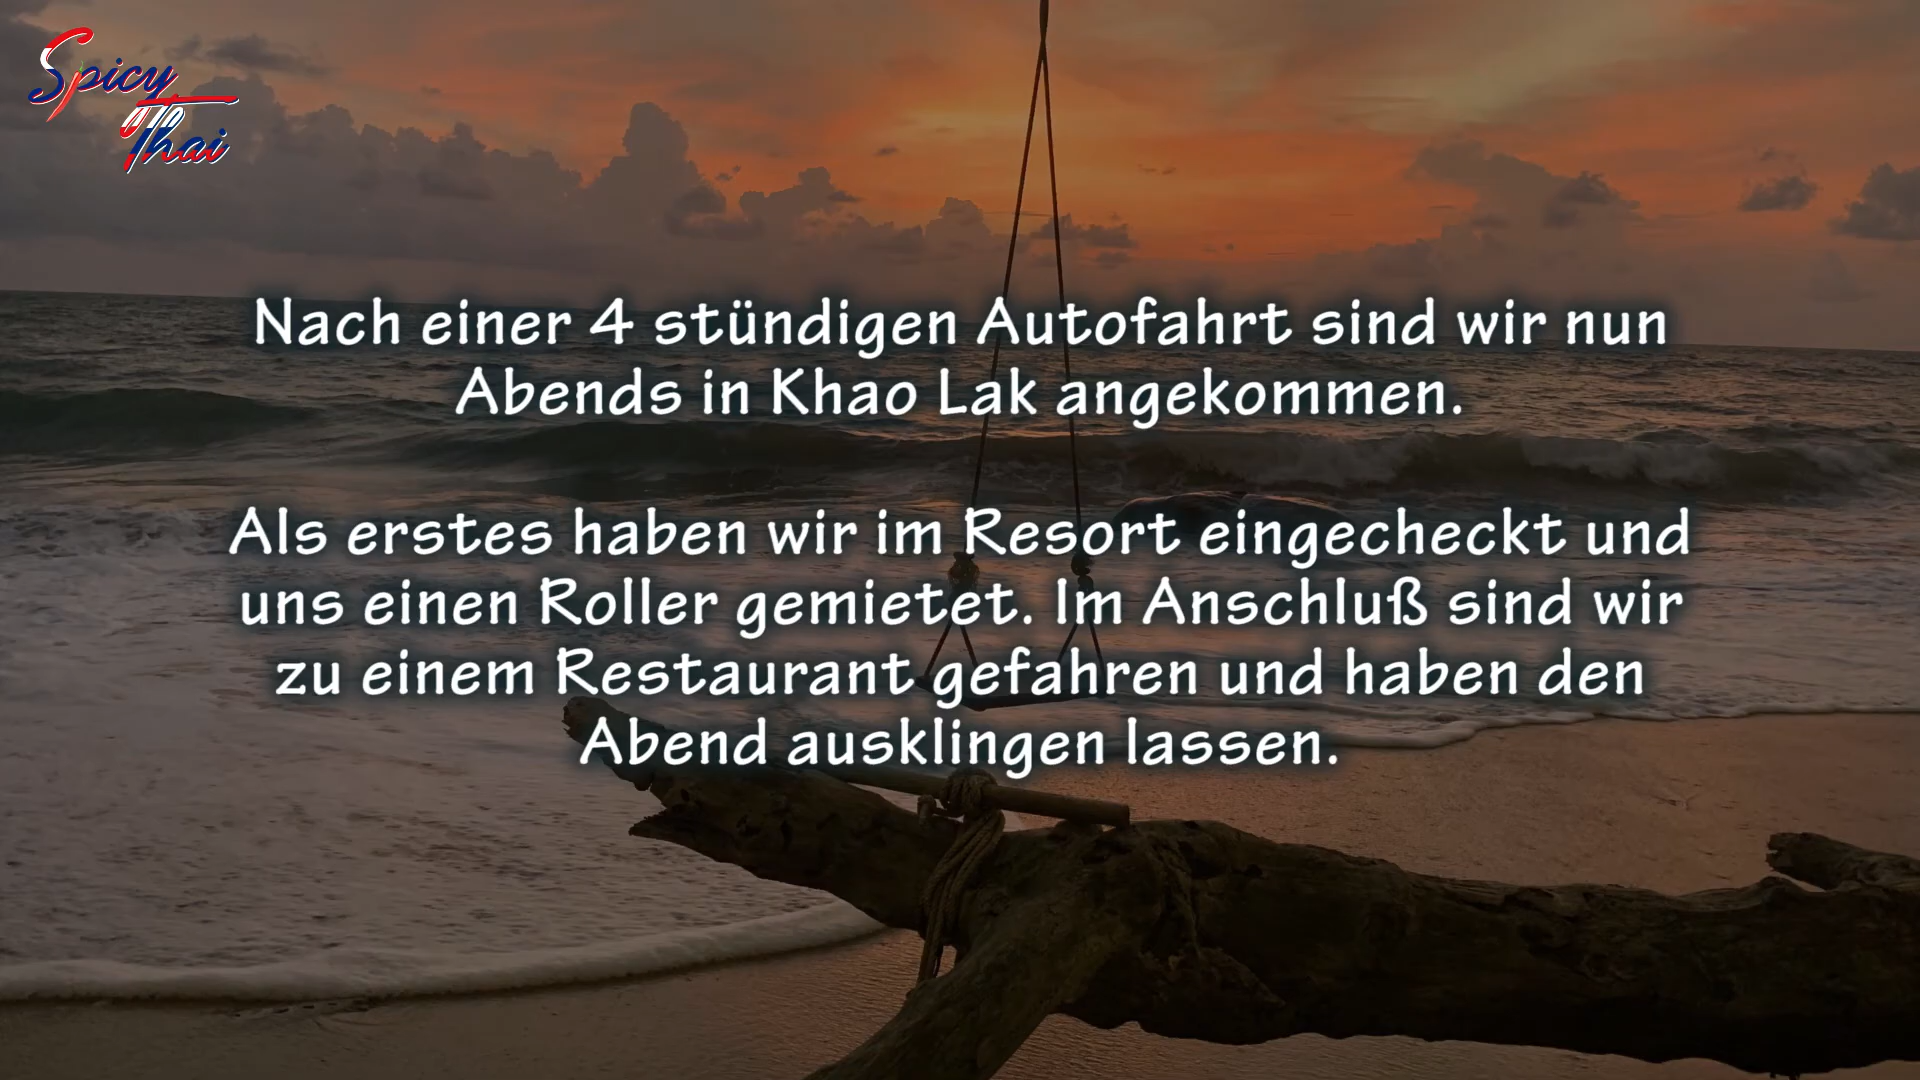 Spicy
Thai
Nach einer 4 stündigen Autofahrt sind wir nun
Abends in Khao Lak angekommen.
Als erstes haben wir im Resort eingecheckt und
uns einen Roller gemietet. Im Anschluß sind wir
zu einem Restaurant gefahren und haben den
Abend ausklingen lassen.